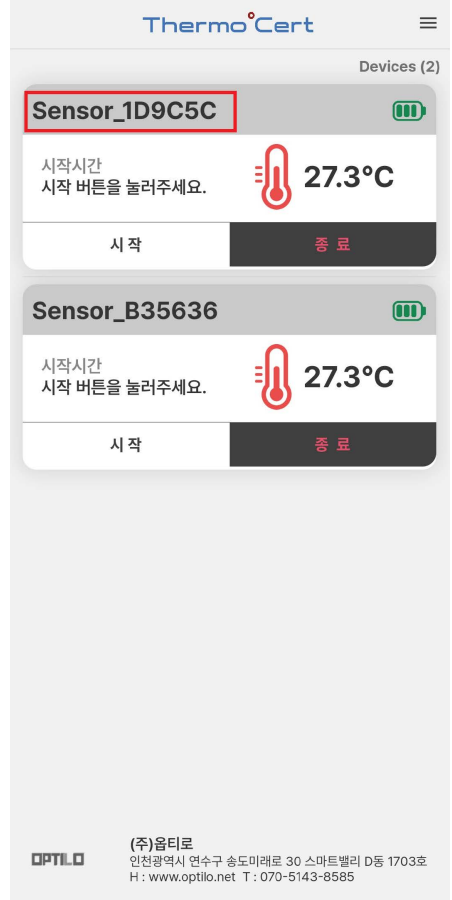 Thermo°Cert
Devices (2)
Sensor_1D9C5C
시작시간
시작 버튼을 눌러주세요.
27.3°C
시 작
종 료
Sensor_B35636
시작시간
시작 버튼을 눌러주세요.
27.3°C
시 작
종 료
OPTILO
(주)옵티로
인천광역시 연수구 송도미래로 30 스마트밸리 D동 1703호
H : www.optilo.net T : 070-5143-8585